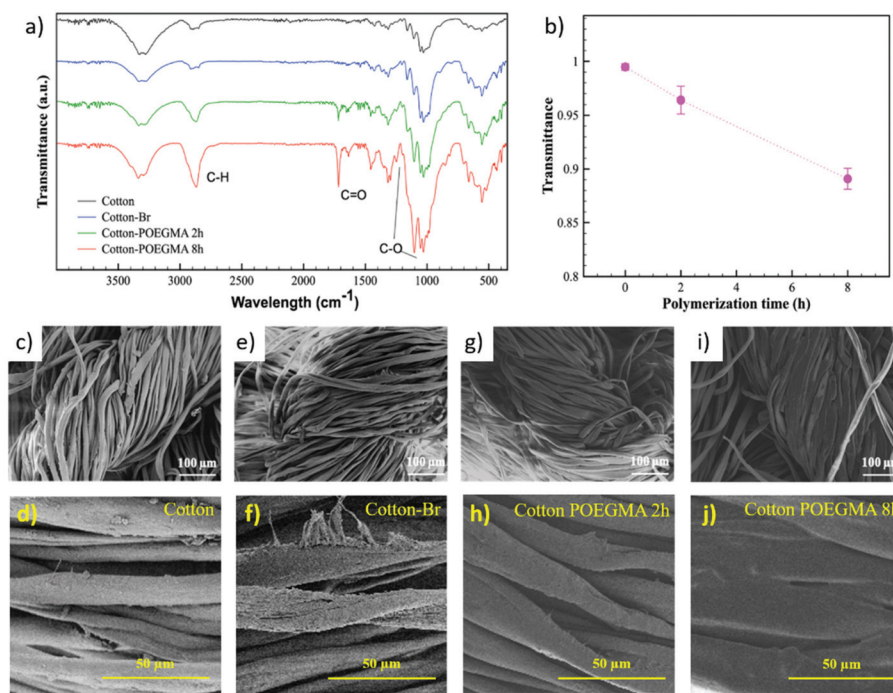 a)
Transmittance (a.u.)
C-H
C=O
C-O
Cotton
Cotton-Br
Cotton-POEGMA 2h
Cotton-POEGMA 8h
3500 3000 2500 2000 1500 1000 500
Wavelength (cm-1)
b)
Transmittance
1
0.95
0.9
0.85
0.8
0 2 4 6 8
Polymerization time (h)
c)
100 µm
e)
100 µm
g)
100 µm
i)
100 µm
d)
Cotton
50 µm
f)
Cotton-Br
50 µm
h)
Cotton POEGMA 2h
50 µm
j)
Cotton POEGMA 8h
50 µm